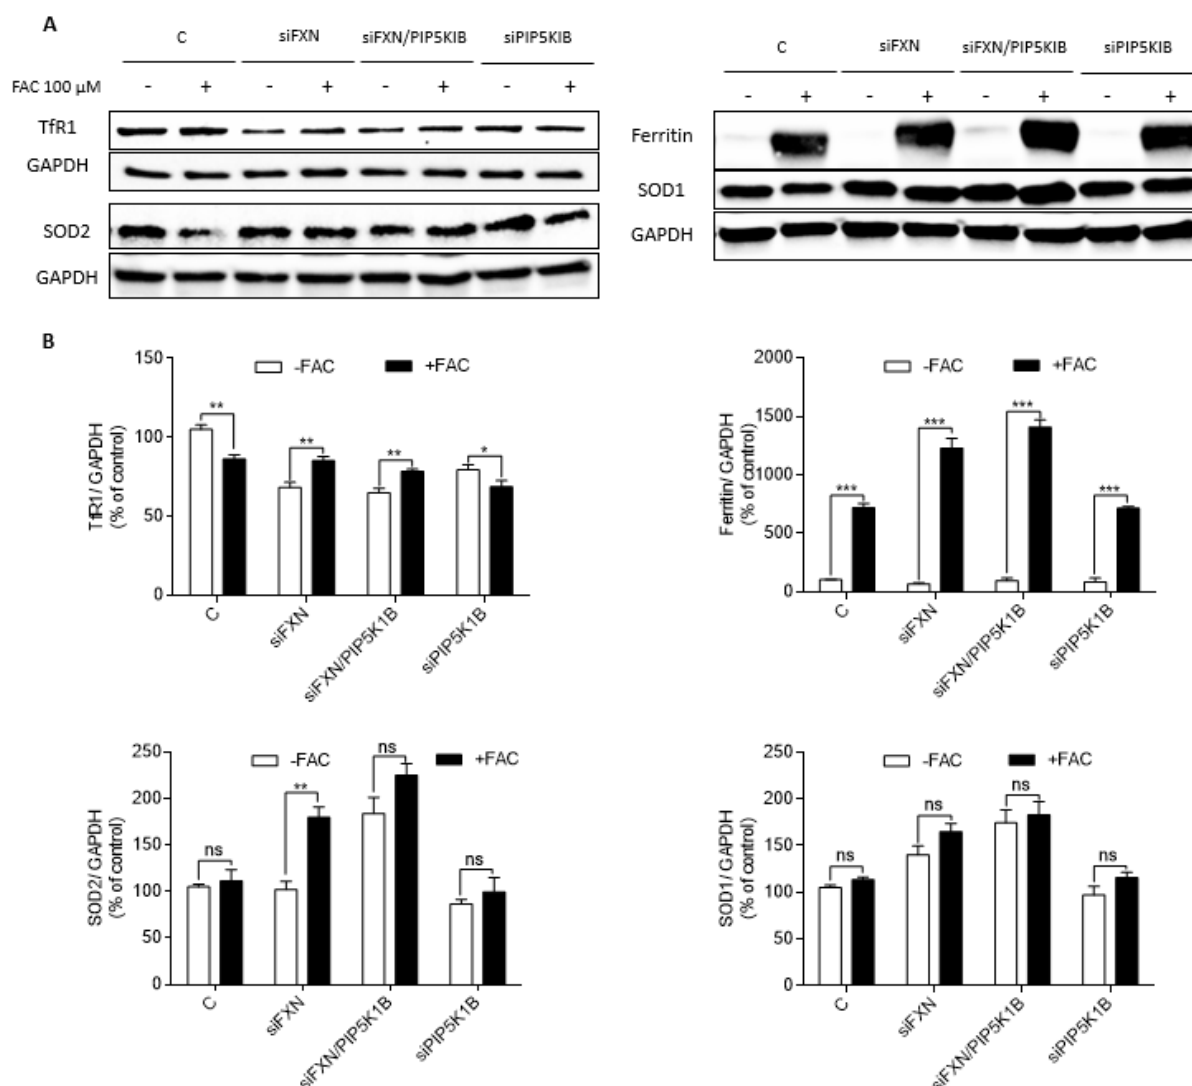 A
C siFXN siFXN/PIP5KIB siPIP5KIB
FAC 100 µM - + - + - + - +
TfR1
GAPDH
SOD2
GAPDH
C siFXN siFXN/PIP5KIB siPIP5KIB
- + - + - + - +
Ferritin
SOD1
GAPDH
B
TfR1/ GAPDH
(% of control)
150
100
50
0
-FAC +FAC
** ** ** *
C siFXN siFXN/PIP5K1B siPIP5K1B
Ferritin/ GAPDH
(% of control)
2000
1500
1000
500
0
-FAC +FAC
*** *** *** ***
C siFXN siFXN/PIP5K1B siPIP5K1B
SOD2/ GAPDH
(% of control)
250
200
150
100
50
0
-FAC +FAC
ns ** ns ns
C siFXN siFXN/PIP5K1B siPIP5K1B
SOD1/ GAPDH
(% of control)
250
200
150
100
50
0
-FAC +FAC
ns ns ns ns
C siFXN siFXN/PIP5K1B siPIP5K1B